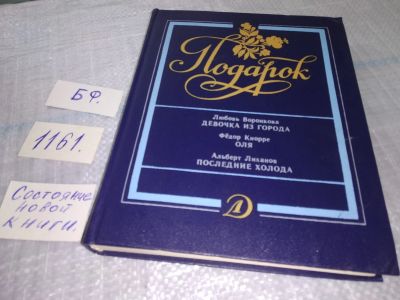 Подарок
Любовь Воронкова
ДЕВОЧКА ИЗ ГОРОДА
Фёдор Кнорре
ОЛЯ
Альберт Лиханов
ПОСЛЕДНИЕ ХОЛОДА
Д
БФ.
1161.
Состояние
новой
книги.